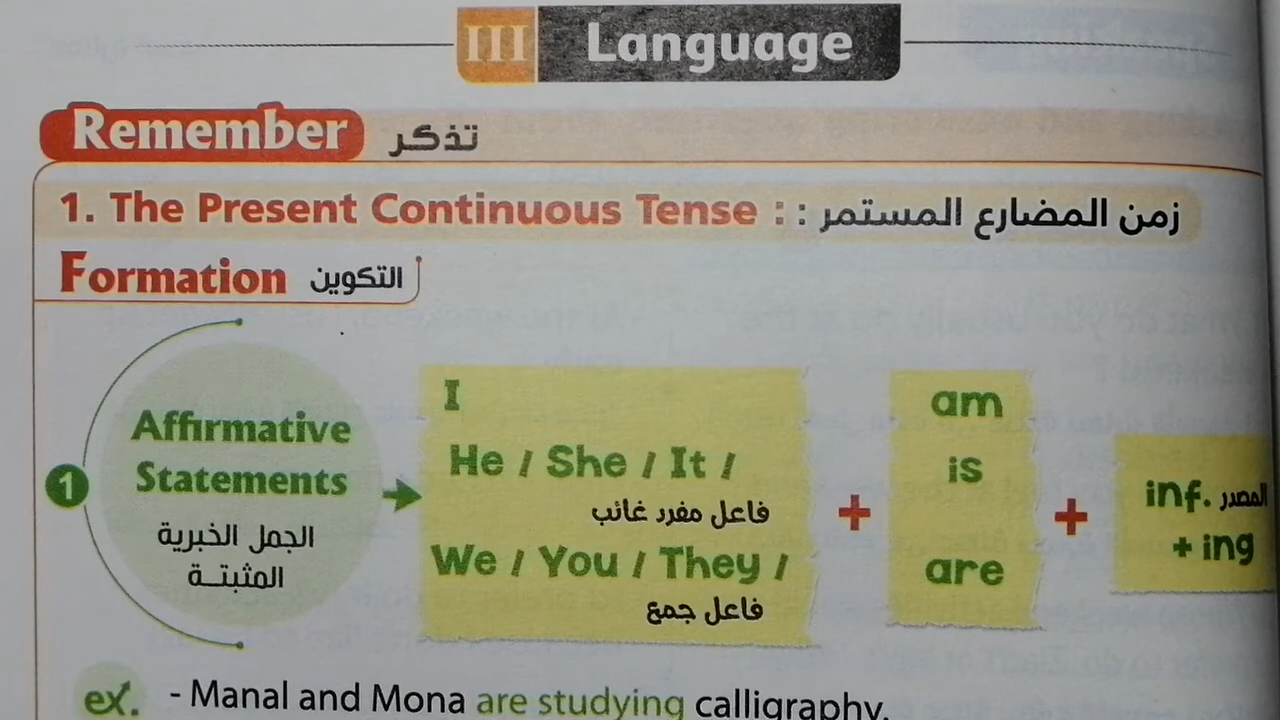 III Language
Remember تذكر
1. The Present Continuous Tense : : زمن المضارع المستمر
Formation التكوين
1
Affirmative
Statements
الجمل الخبرية
المثبتـة
I
He / She / It /
فاعل مفرد غائب
We / You / They /
فاعل جمع
+
am
is
are
+
inf. المصدر
+ ing
ex. - Manal and Mona are studying calligraphy.